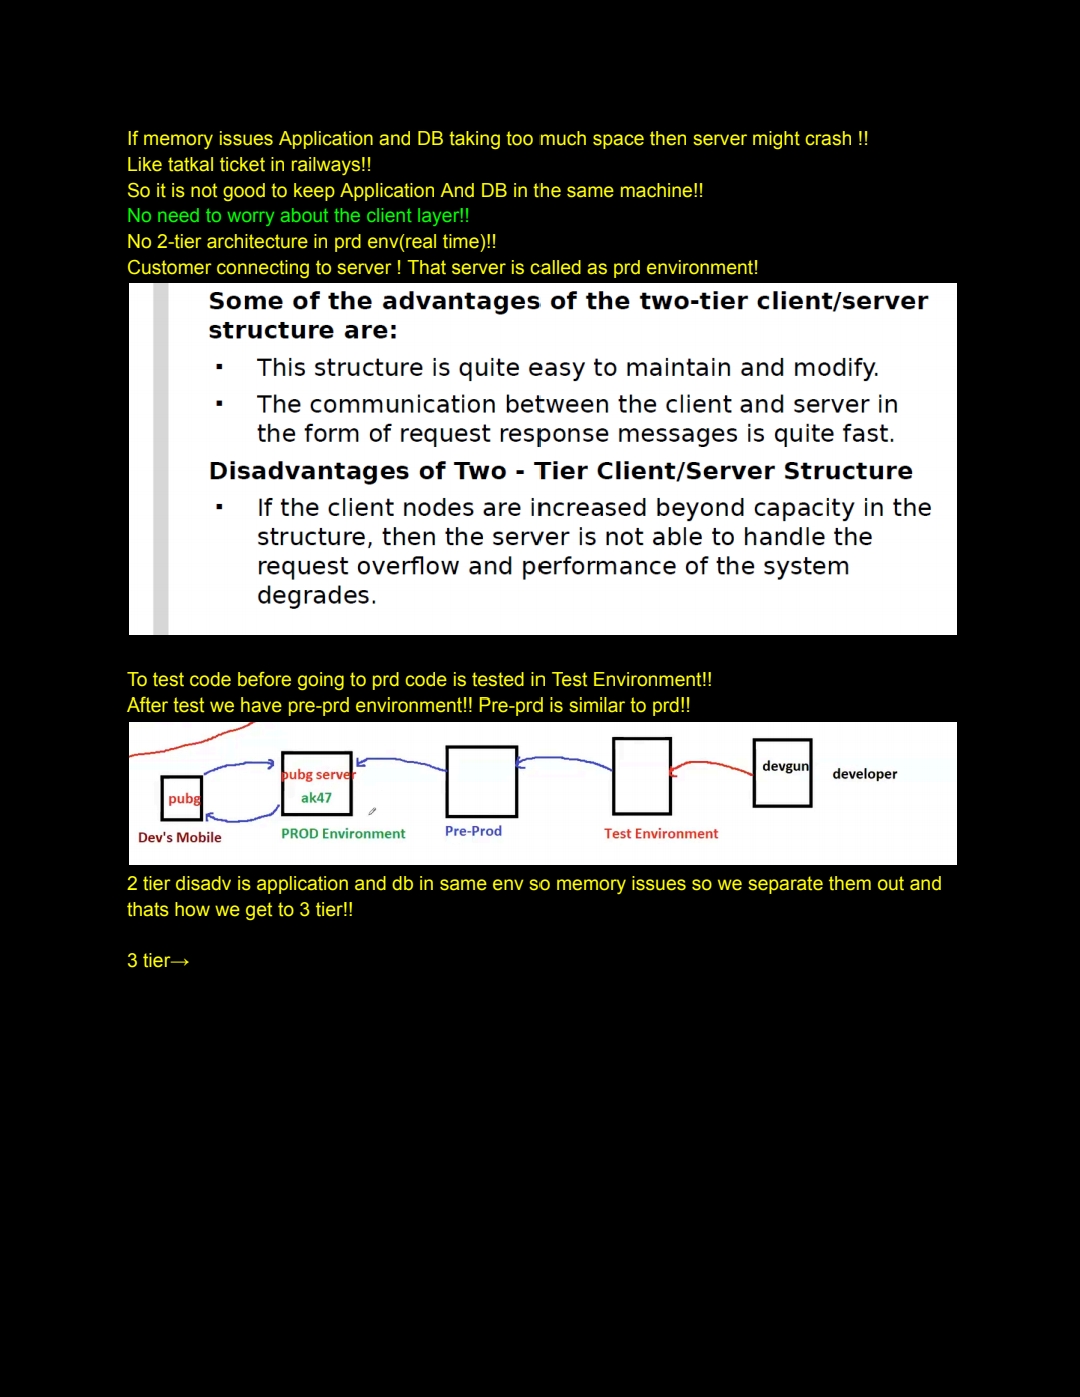 If memory issues Application and DB taking too much space then server might crash !!
Like tatkal ticket in railways!!
So it is not good to keep Application And DB in the same machine!!
No need to worry about the client layer!!
No 2-tier architecture in prd env(real time)!!
Customer connecting to server ! That server is called as prd environment!
Some of the advantages of the two-tier client/server
structure are:
▪ This structure is quite easy to maintain and modify.
▪ The communication between the client and server in
the form of request response messages is quite fast.
Disadvantages of Two - Tier Client/Server Structure
▪ If the client nodes are increased beyond capacity in the
structure, then the server is not able to handle the
request overflow and performance of the system
degrades.
To test code before going to prd code is tested in Test Environment!!
After test we have pre-prd environment!! Pre-prd is similar to prd!!
pubg
Dev's Mobile
pubg server
ak47
PROD Environment
Pre-Prod
Test Environment
devgun
developer
2 tier disadv is application and db in same env so memory issues so we separate them out and
thats how we get to 3 tier!!
3 tier→